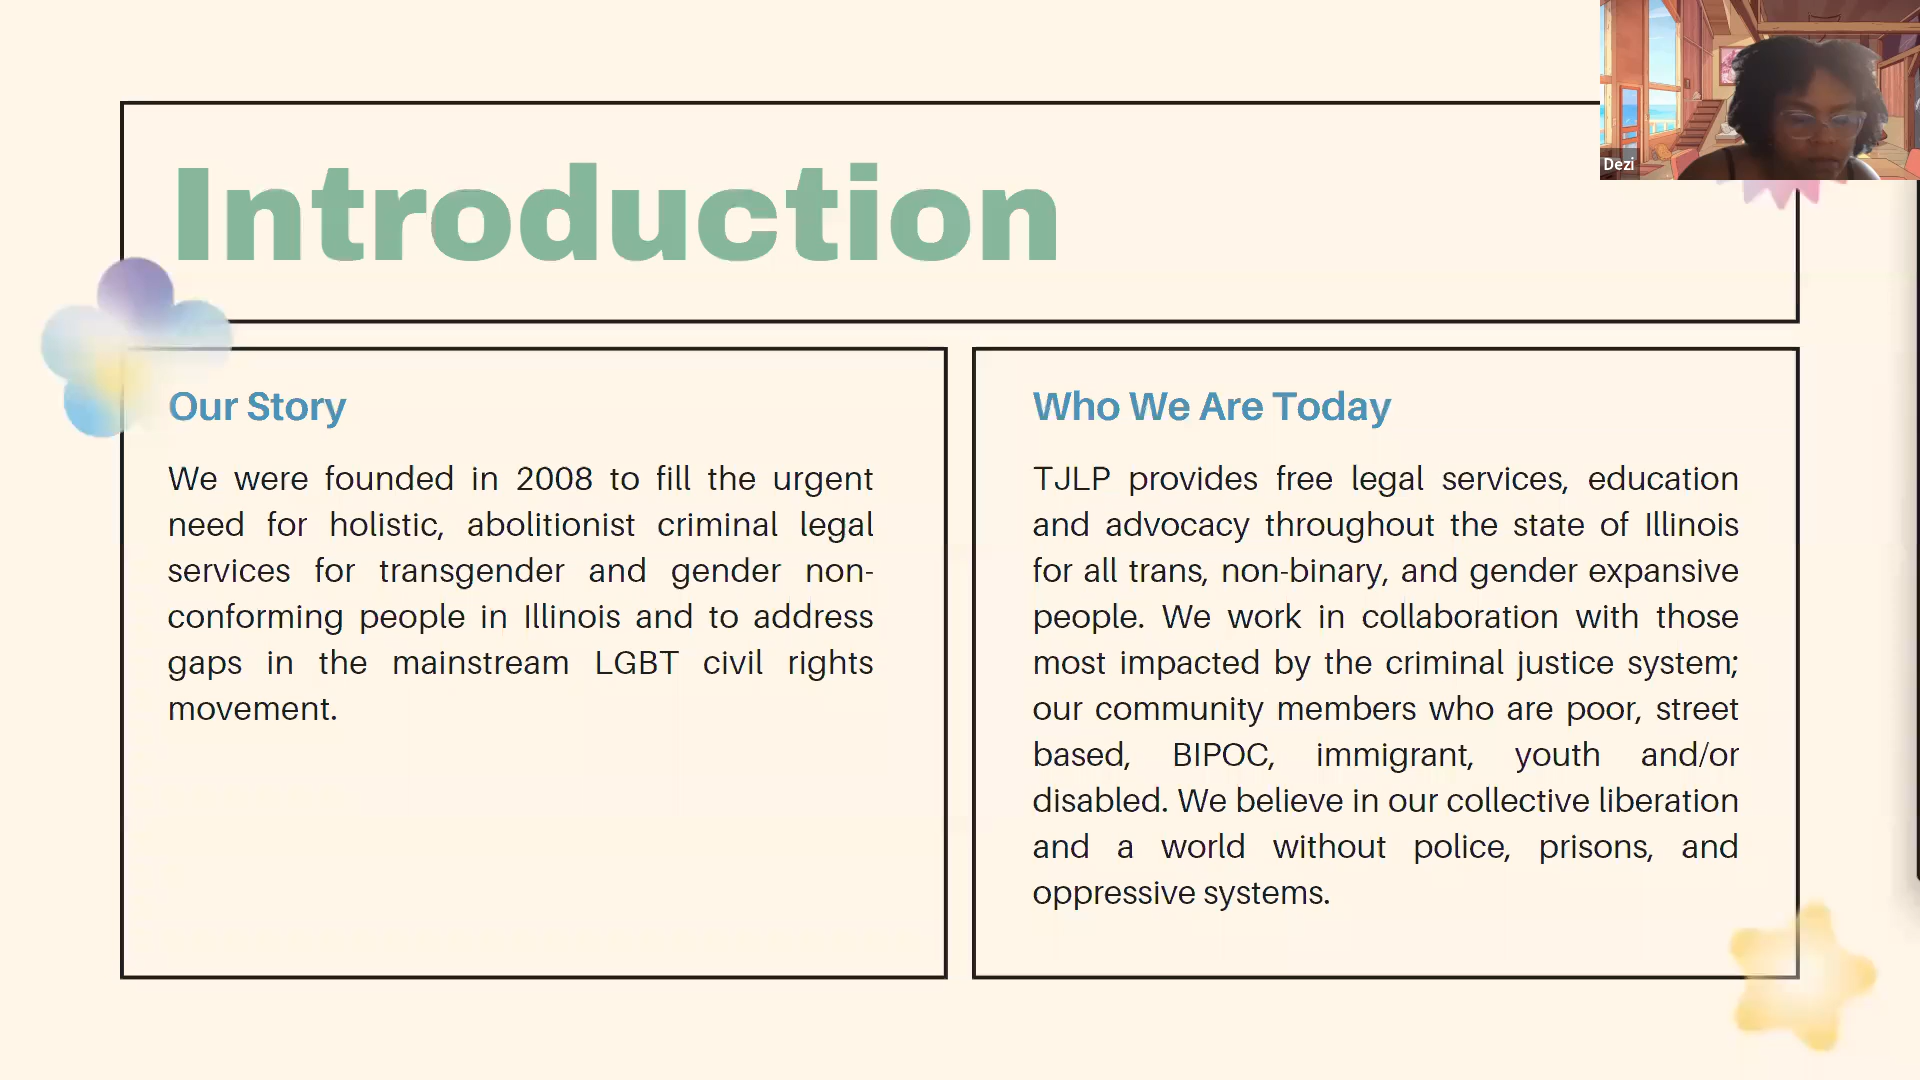 Dezi
Introduction
Our Story
We were founded in 2008 to fill the urgent
need for holistic, abolitionist criminal legal
services for transgender and gender non-
conforming people in Illinois and to address
gaps in the mainstream LGBT civil rights
movement.
Who We Are Today
TJLP provides free legal services, education
and advocacy throughout the state of Illinois
for all trans, non-binary, and gender expansive
people. We work in collaboration with those
most impacted by the criminal justice system;
our community members who are poor, street
based, BIPOC, immigrant, youth and/or
disabled. We believe in our collective liberation
and a world without police, prisons, and
oppressive systems.